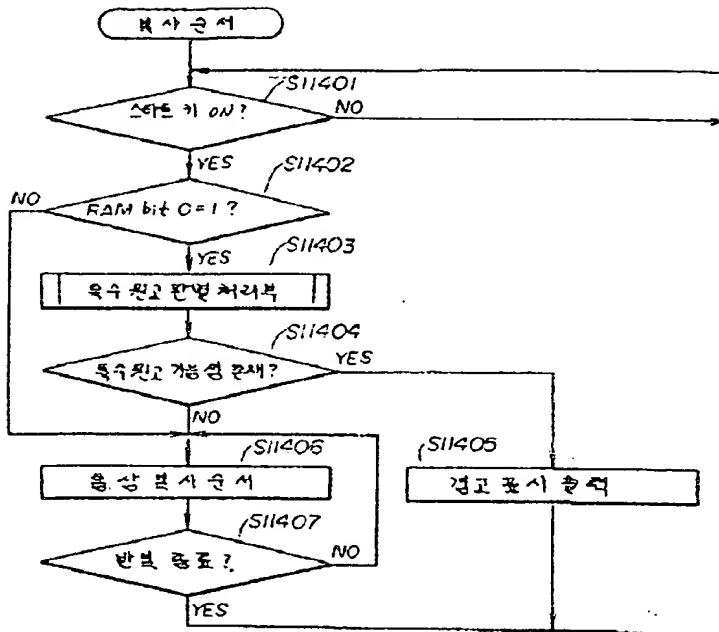 복사순서
S11401
스타트 키 ON?
NO
YES
S11402
NO
RAM bit 0=1?
YES
S11403
특수원고판별처리부
S11404
특수원고 가능성 존재?
YES
NO
S11406
S11405
통상복사순서
경고 표시 출력
S11407
반복 종료?
NO
YES